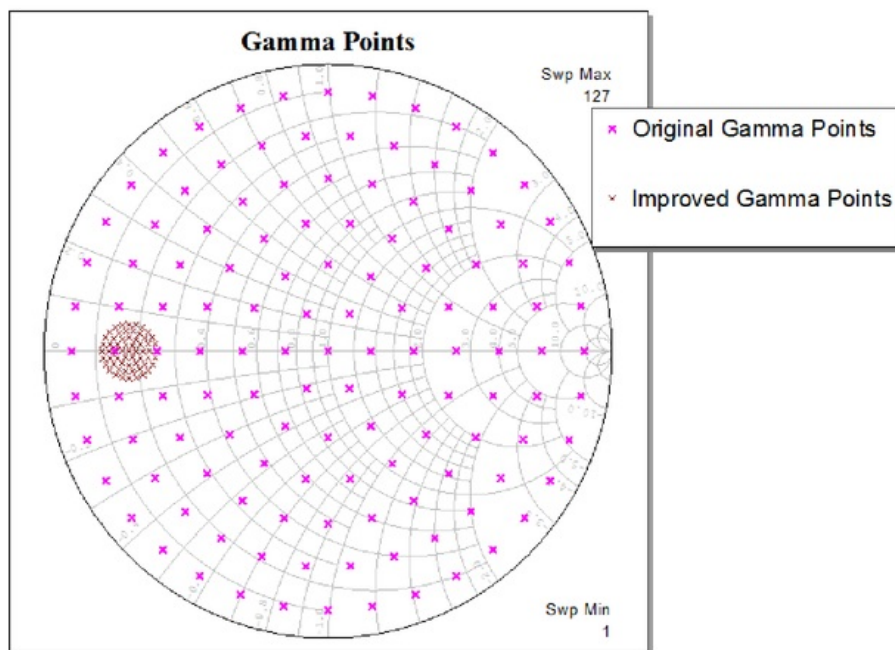 Gamma Points
Swp Max
127
Original Gamma Points
Improved Gamma Points
Swp Min
1